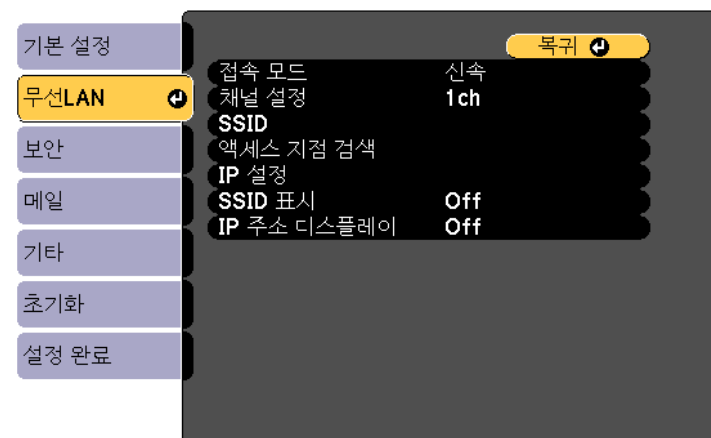 기본 설정
무선LAN
보안
메일
기타
초기화
설정 완료
복귀
접속 모드 신속
채널 설정 1ch
SSID
액세스 지점 검색
IP 설정
SSID 표시 Off
IP 주소 디스플레이 Off